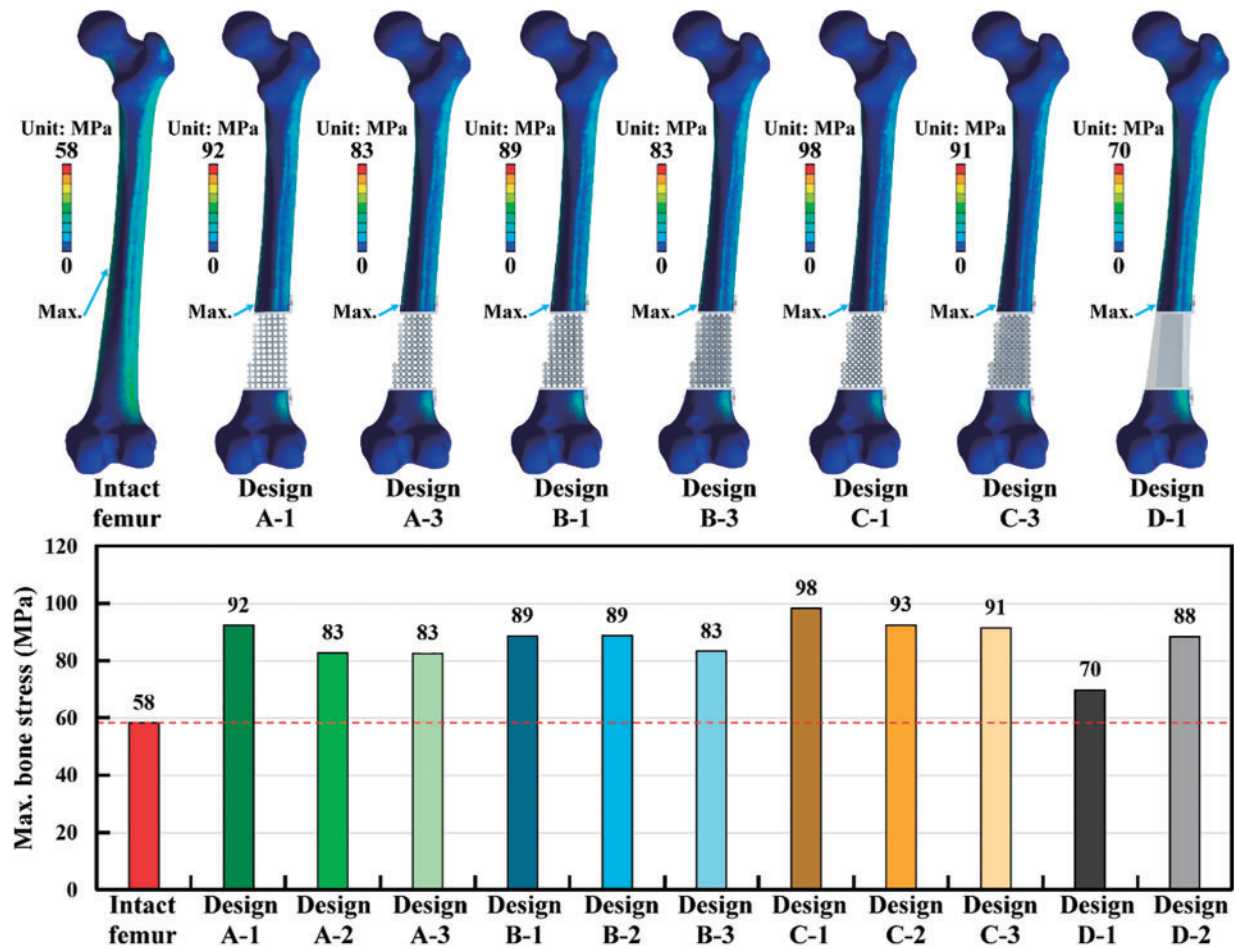 Unit: MPa Unit: MPa Unit: MPa Unit: MPa Unit: MPa Unit: MPa Unit: MPa Unit: MPa
58 92 83 89 83 98 91 70
0 0 0 0 0 0 0 0
Max. Max. Max. Max. Max. Max. Max. Max.
Intact Design Design Design Design Design Design Design
femur A-1 A-3 B-1 B-3 C-1 C-3 D-1
Max. bone stress (MPa)
120
100
80
60
40
20
0
58 92 83 83 89 89 83 98 93 91 70 88
Intact Design Design Design Design Design Design Design Design Design Design Design
femur A-1 A-2 A-3 B-1 B-2 B-3 C-1 C-2 C-3 D-1 D-2